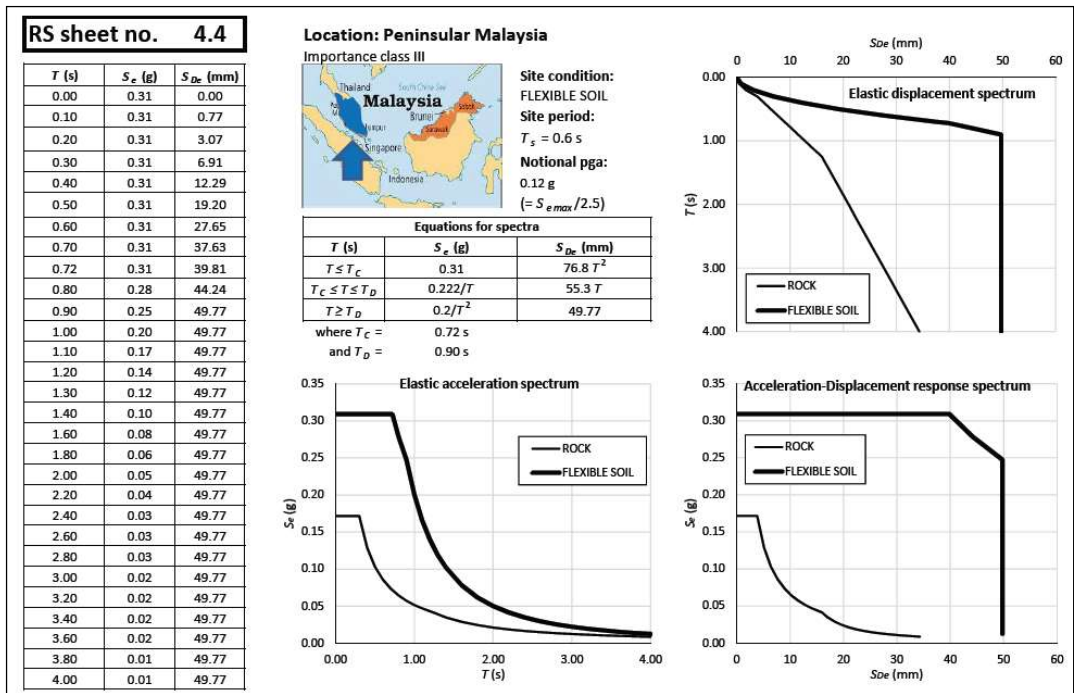 RS sheet no. 4.4
T (s) S e (g) S De (mm)
0.00 0.31 0.00
0.10 0.31 0.77
0.20 0.31 3.07
0.30 0.31 6.91
0.40 0.31 12.29
0.50 0.31 19.20
0.60 0.31 27.65
0.70 0.31 37.63
0.72 0.31 39.81
0.80 0.28 44.24
0.90 0.25 49.77
1.00 0.20 49.77
1.10 0.17 49.77
1.20 0.14 49.77
1.30 0.12 49.77
1.40 0.10 49.77
1.60 0.08 49.77
1.80 0.06 49.77
2.00 0.05 49.77
2.20 0.04 49.77
2.40 0.03 49.77
2.60 0.03 49.77
2.80 0.03 49.77
3.00 0.02 49.77
3.20 0.02 49.77
3.40 0.02 49.77
3.60 0.02 49.77
3.80 0.01 49.77
4.00 0.01 49.77
Location: Peninsular Malaysia
Importance class III
Thailand
South China Sea
Malaysia
Brunei
Sabah
Sarawak
Singapore
Indonesia
Site condition:
FLEXIBLE SOIL
Site period:
T s = 0.6 s
Notional pga:
0.12 g
(= S e max /2.5)
Equations for spectra
T (s) S e (g) S De (mm)
T ≤ T C 0.31 76.8 T²
T C ≤ T ≤ T D 0.222/T 55.3 T
T ≥ T D 0.2/T² 49.77
where T C = 0.72 s
and T D = 0.90 s
S De (mm)
0 10 20 30 40 50 60
Elastic displacement spectrum
T (s)
0.00
1.00
2.00
3.00
4.00
ROCK
FLEXIBLE SOIL
Elastic acceleration spectrum
S e (g)
0.35
0.30
0.25
0.20
0.15
0.10
0.05
0.00
ROCK
FLEXIBLE SOIL
0.00 1.00 2.00 3.00 4.00
T (s)
Acceleration-Displacement response spectrum
S e (g)
0.35
0.30
0.25
0.20
0.15
0.10
0.05
0.00
ROCK
FLEXIBLE SOIL
0 10 20 30 40 50 60
S De (mm)